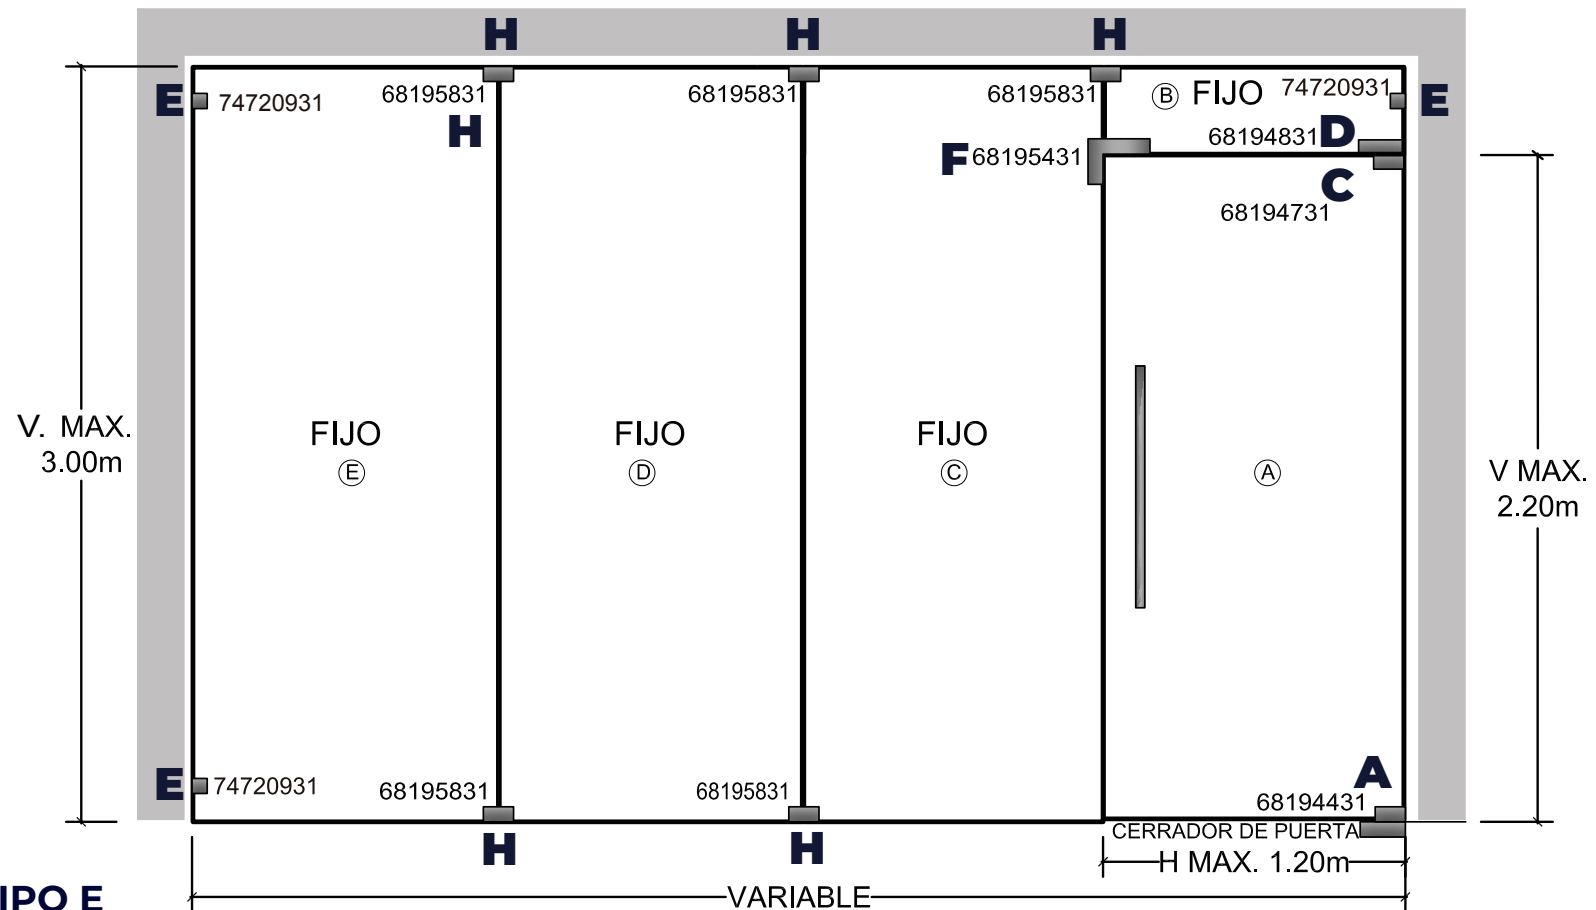 H H H
E 74720931 68195831 68195831 68195831 B FIJO 74720931 E
H F 68195431 68194831 D
C
68194731
V. MAX.
3.00m
FIJO FIJO FIJO
E D C A
V MAX.
2.20m
E 74720931 68195831 68195831 A
68194431
CERRADOR DE PUERTA
H H
H MAX. 1.20m
IPO E
VARIABLE